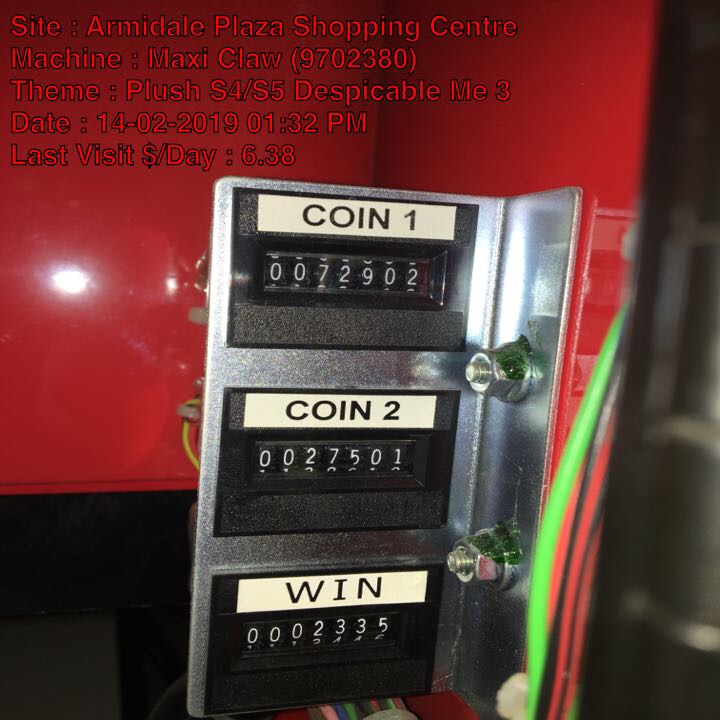 Site : Armidale Plaza Shopping Centre
Machine : Maxi Claw (9702380)
Theme : Plush S4/S5 Despicable Me 3
Date : 14-02-2019 01:32 PM
Last Visit $/Day : 6.38
COIN 1
0072902
COIN 2
0027501
WIN
0002335